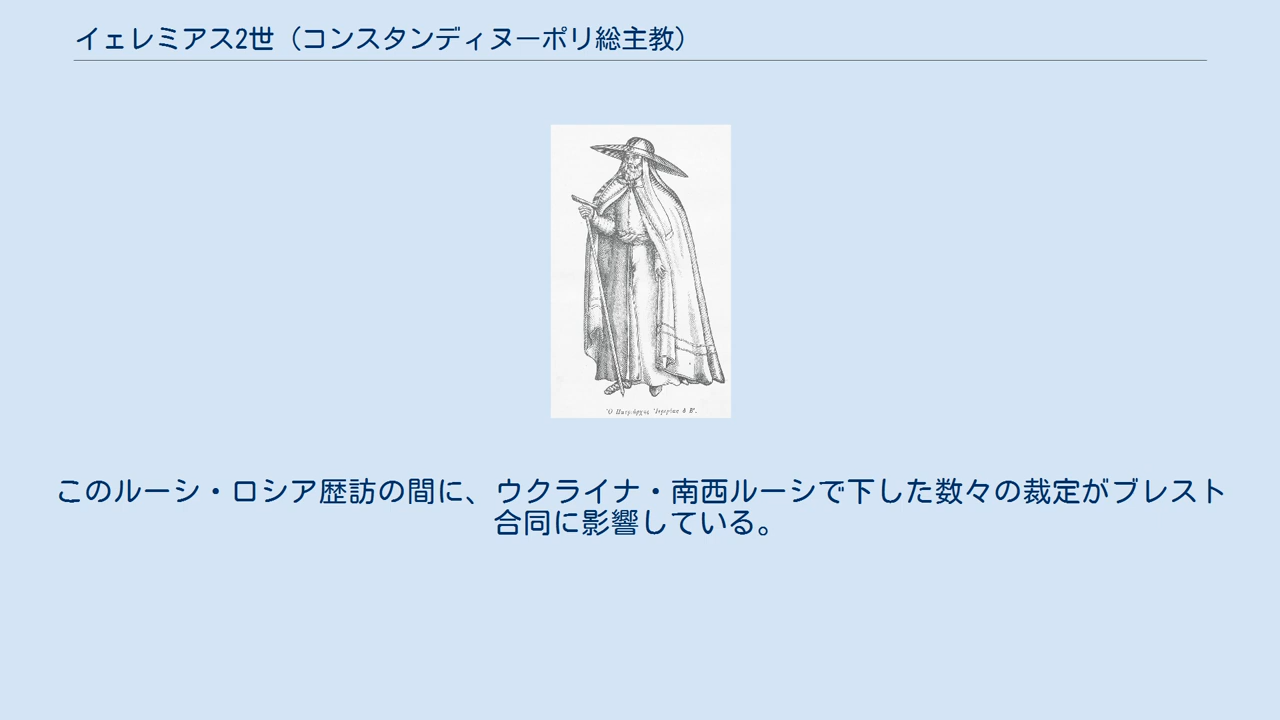 イェレミアス2世（コンスタンディヌーポリ総主教）
Ὁ Πατριάρχης Ἱερεμίας ὁ Β'.
このルーシ・ロシア歴訪の間に、ウクライナ・南西ルーシで下した数々の裁定がブレスト
合同に影響している。